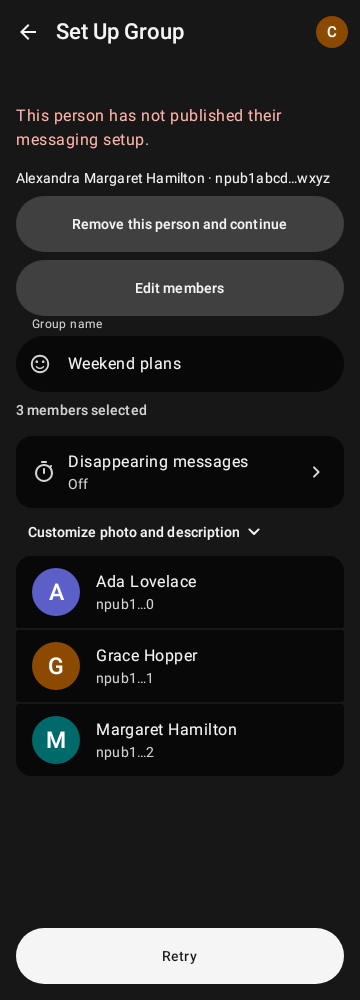 Set Up Group
C
This person has not published their
messaging setup.
Alexandra Margaret Hamilton · npub1abcd…wxyz
Remove this person and continue
Edit members
Group name
Weekend plans
3 members selected
Disappearing messages
Off
Customize photo and description
A
Ada Lovelace
npub1…0
G
Grace Hopper
npub1…1
M
Margaret Hamilton
npub1…2
Retry